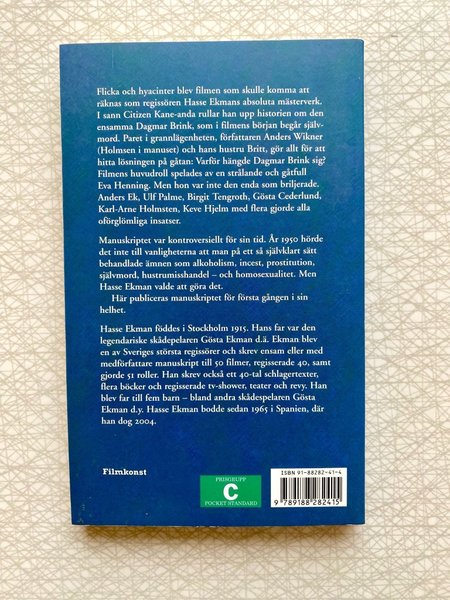 Flicka och hyacinter blev filmen som skulle komma att
räknas som regissören Hasse Ekmans absoluta mästerverk.
I sann Citizen Kane-anda rullar han upp historien om den
ensamma Dagmar Brink, som i filmens början begår själv-
mord. Paret i grannlägenheten, författaren Anders Wikner
(Holmsen i manuset) och hans hustru Britt, gör allt för att
hitta lösningen på gåtan: Varför hängde Dagmar Brink sig?
Filmens huvudroll spelades av en strålande och gåtfull
Eva Henning. Men hon var inte den enda som briljerade.
Anders Ek, Ulf Palme, Birgit Tengroth, Gösta Cederlund,
Karl-Arne Holmsten, Keve Hjelm med flera gjorde alla
oförglömliga insatser.
Manuskriptet var kontroversiellt för sin tid. År 1950 hörde
det inte till vanligheterna att man på ett så självklart sätt
behandlade ämnen som alkoholism, incest, prostitution,
självmord, hustrumisshandel – och homosexualitet. Men
Hasse Ekman valde att göra det.
Här publiceras manuskriptet för första gången i sin
helhet.
Hasse Ekman föddes i Stockholm 1915. Hans far var den
legendariske skådepelaren Gösta Ekman d.ä. Ekman blev
en av Sveriges största regissörer och skrev ensam eller med
medförfattare manuskript till 50 filmer, regisserade 40, samt
gjorde 51 roller. Han skrev också ett 40-tal schlagertexter,
flera böcker och regisserade tv-shower, teater och revy. Han
blev far till fem barn – bland andra skådespelaren Gösta
Ekman d.y. Hasse Ekman bodde sedan 1965 i Spanien, där
han dog 2004.
Filmkonst
PRISGRUPP
C
POCKET STANDARD
ISBN 91-88282-41-4
9 789188 282415